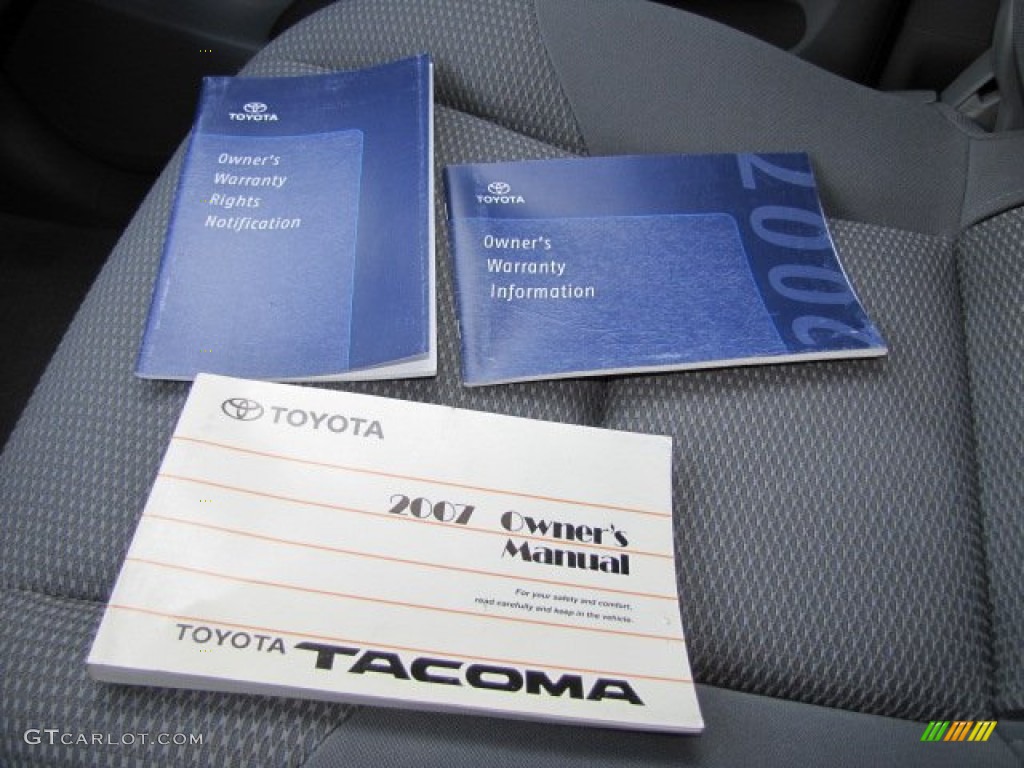 TOYOTA
Owner's
Warranty
Rights
Notification
TOYOTA
Owner's
Warranty
Information
2007
TOYOTA
2007 Owner's
Manual
For your safety and comfort,
read carefully and keep in the vehicle.
TOYOTA TACOMA
GTCARLOT.COM